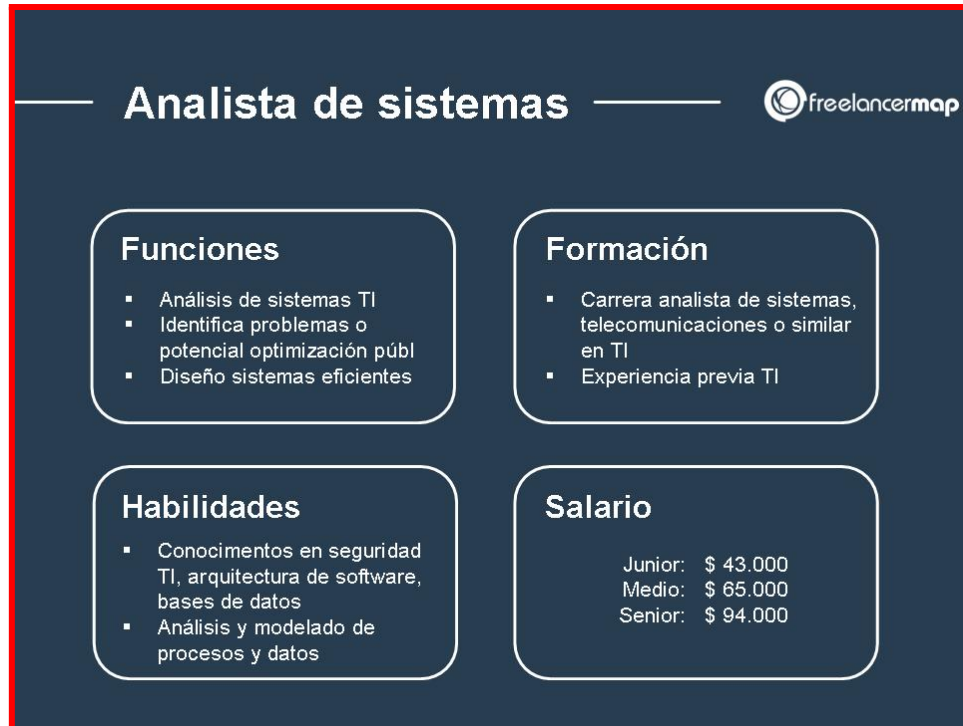 Analista de sistemas
freelancermap
Funciones
▪ Análisis de sistemas TI
▪ Identifica problemas o
potencial optimización públ
▪ Diseño sistemas eficientes
Formación
▪ Carrera analista de sistemas,
telecomunicaciones o similar
en TI
▪ Experiencia previa TI
Habilidades
▪ Conocimentos en seguridad
TI, arquitectura de software,
bases de datos
▪ Análisis y modelado de
procesos y datos
Salario
Junior: $ 43.000
Medio: $ 65.000
Senior: $ 94.000